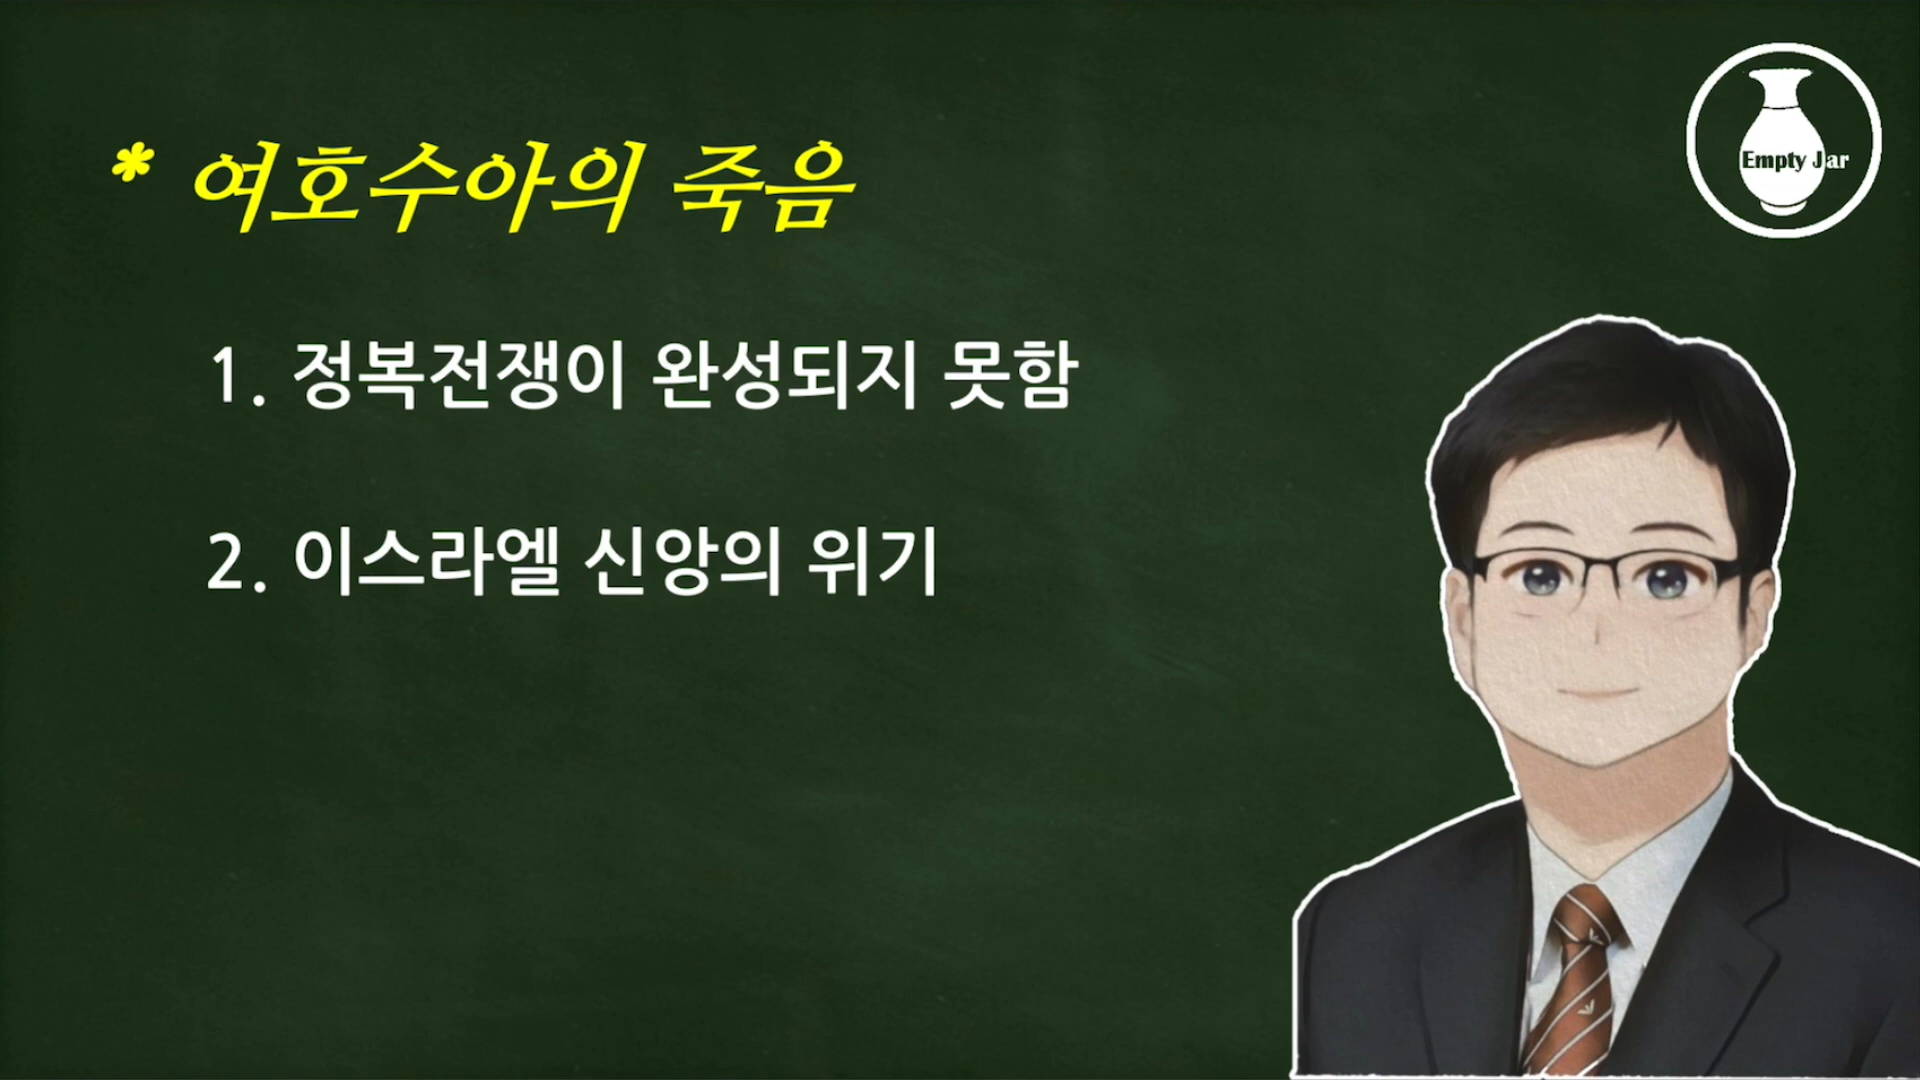 * 여호수아의 죽음
Empty Jar
1. 정복전쟁이 완성되지 못함
2. 이스라엘 신앙의 위기